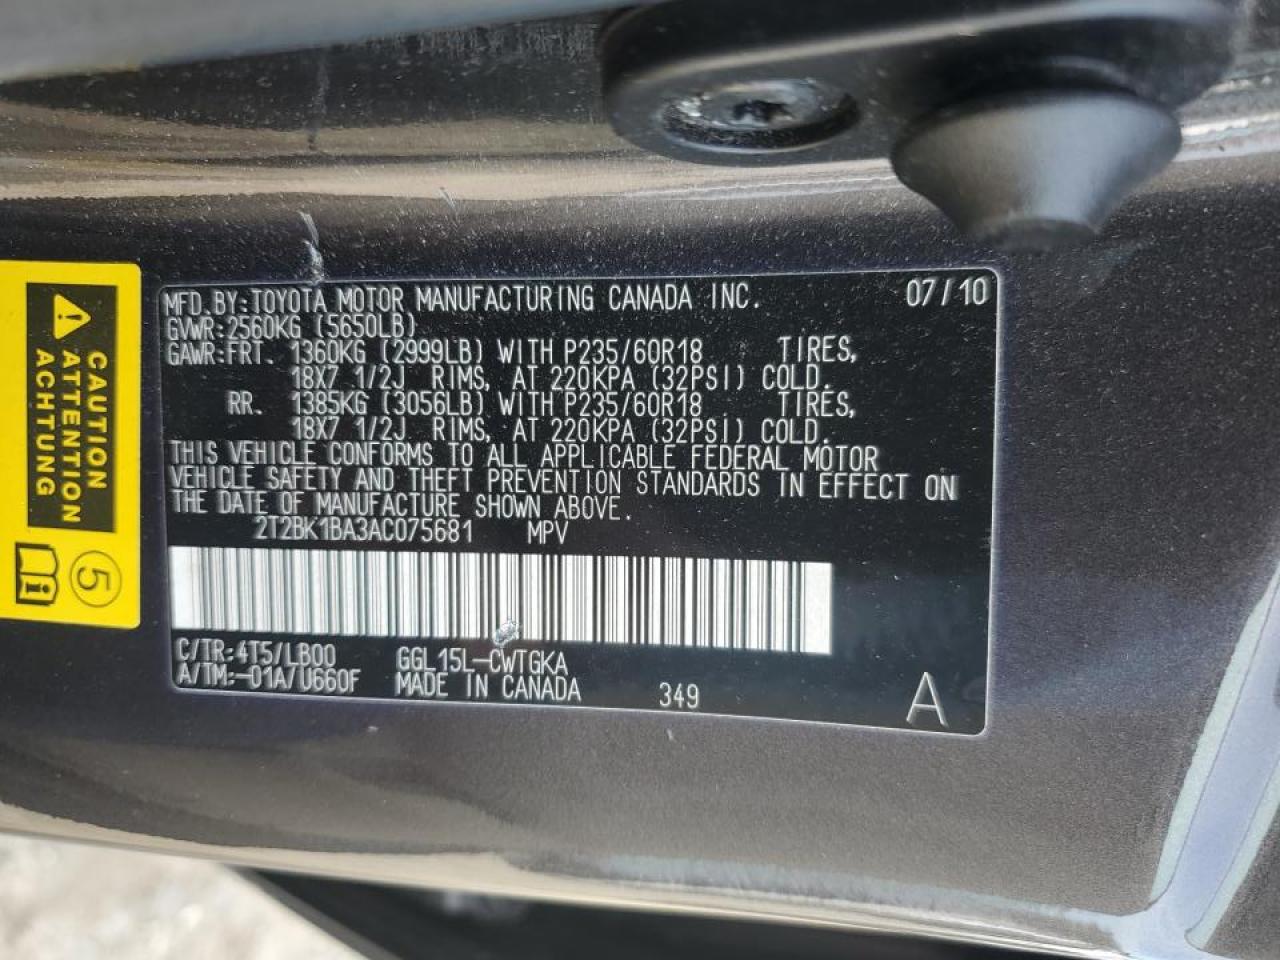 CAUTION
ATTENTION
ACHTUNG
5
MFD.BY:TOYOTA MOTOR MANUFACTURING CANADA INC. 07/10
GVWR:2560KG (5650LB)
GAWR:FRT. 1360KG (2999LB) WITH P235/60R18 TIRES,
18X7 1/2J RIMS, AT 220KPA (32PSI) COLD.
RR. 1385KG (3056LB) WITH P235/60R18 TIRES,
18X7 1/2J RIMS, AT 220KPA (32PSI) COLD.
THIS VEHICLE CONFORMS TO ALL APPLICABLE FEDERAL MOTOR
VEHICLE SAFETY AND THEFT PREVENTION STANDARDS IN EFFECT ON
THE DATE OF MANUFACTURE SHOWN ABOVE.
2T2BK1BA3AC075681 MPV
C/TR:4T5/LB00 GGL15L-CWTGKA
A/TM:-01A/U660F MADE IN CANADA 349
A